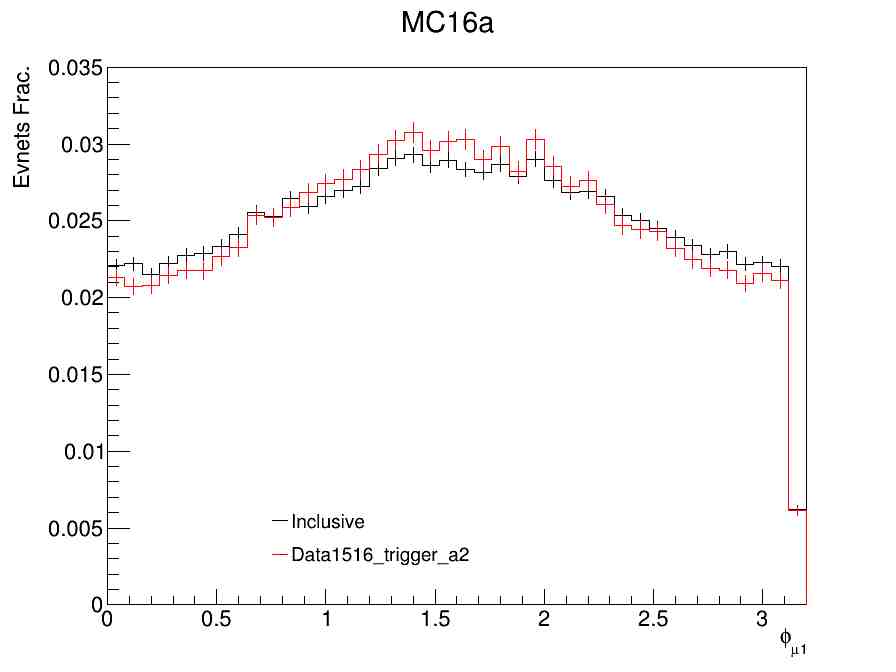 MC16a
Evnets Frac.
0.035
0.03
0.025
0.02
0.015
0.01
0.005
0
Inclusive
Data1516_trigger_a2
0 0.5 1 1.5 2 2.5 3
ϕμ1